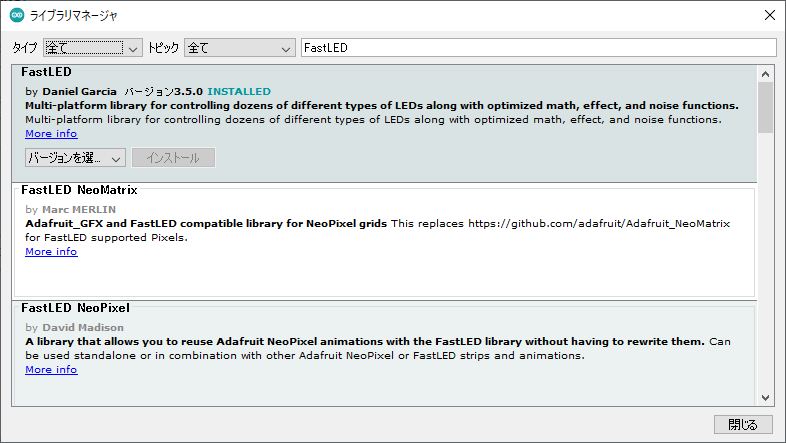 ライブラリマネージャ
タイプ 全て トピック 全て FastLED
FastLED
by Daniel Garcia バージョン3.5.0 INSTALLED
Multi-platform library for controlling dozens of different types of LEDs along with optimized math, effect, and noise functions.
Multi-platform library for controlling dozens of different types of LEDs along with optimized math, effect, and noise functions.
More info
バージョンを選... インストール
FastLED NeoMatrix
by Marc MERLIN
Adafruit_GFX and FastLED compatible library for NeoPixel grids This replaces https://github.com/adafruit/Adafruit_NeoMatrix
for FastLED supported Pixels.
More info
FastLED NeoPixel
by David Madison
A library that allows you to reuse Adafruit NeoPixel animations with the FastLED library without having to rewrite them. Can
be used standalone or in combination with other Adafruit NeoPixel or FastLED strips and animations.
More info
閉じる